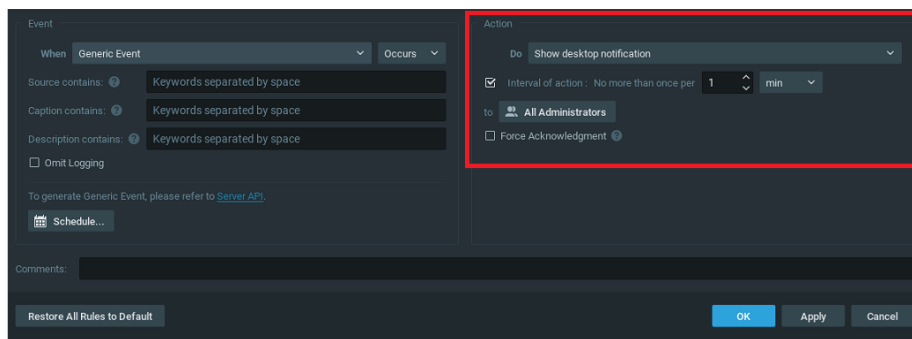 Event
When Generic Event Occurs
Source contains: ? Keywords separated by space
Caption contains: ? Keywords separated by space
Description contains: ? Keywords separated by space
Omit Logging
To generate Generic Event, please refer to Server API.
Schedule...
Action
Do Show desktop notification
Interval of action : No more than once per 1 min
to All Administrators
Force Acknowledgment ?
Comments:
Restore All Rules to Default
OK Apply Cancel